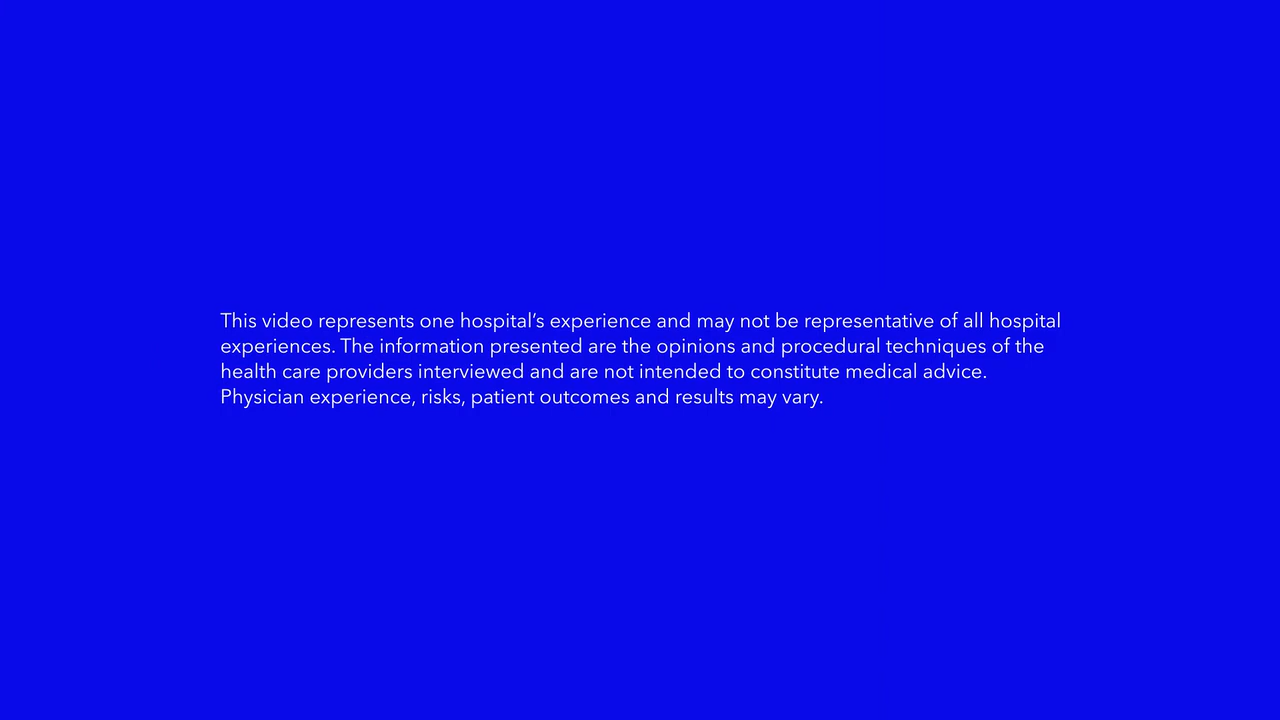 This video represents one hospital’s experience and may not be representative of all hospital
experiences. The information presented are the opinions and procedural techniques of the
health care providers interviewed and are not intended to constitute medical advice.
Physician experience, risks, patient outcomes and results may vary.